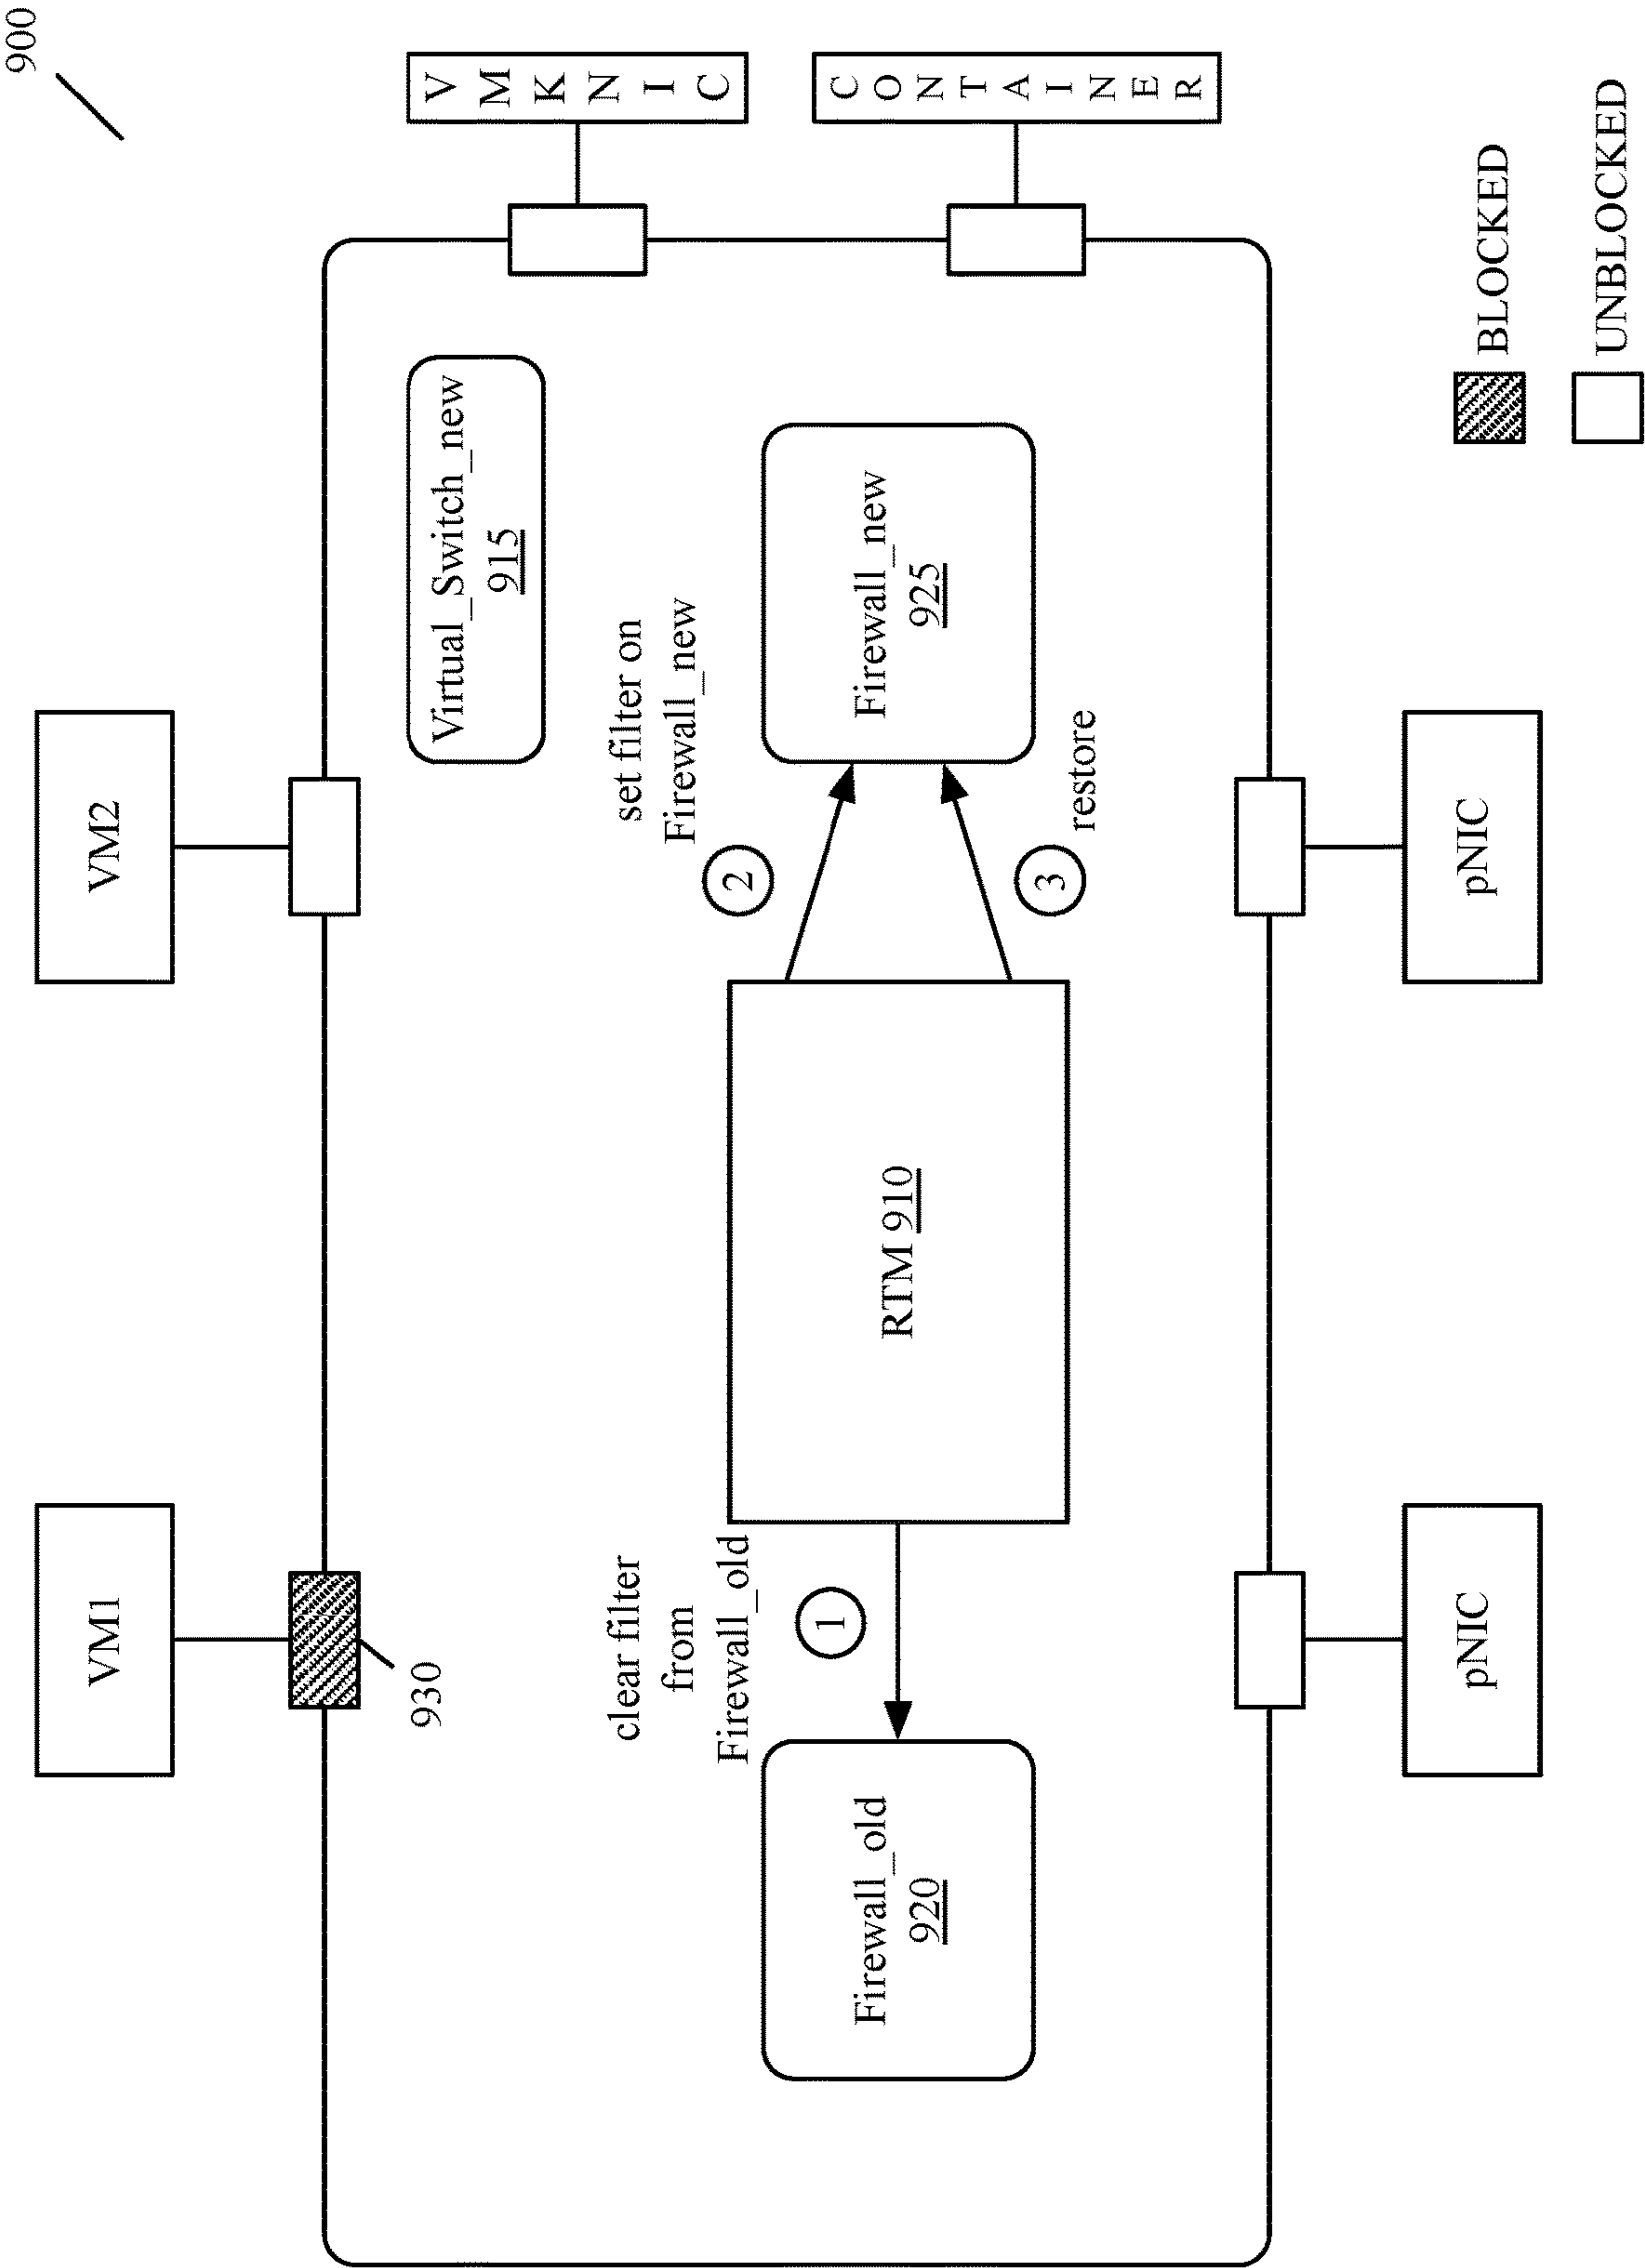 900
VM1
VM2
930
Virtual_Switch_new
915
VMKNIC
CONTAINER
clear filter
from
Firewall_old
1
set filter on
Firewall_new
2
Firewall_old
920
RTM 910
Firewall_new
925
3
restore
pNIC
pNIC
BLOCKED
UNBLOCKED